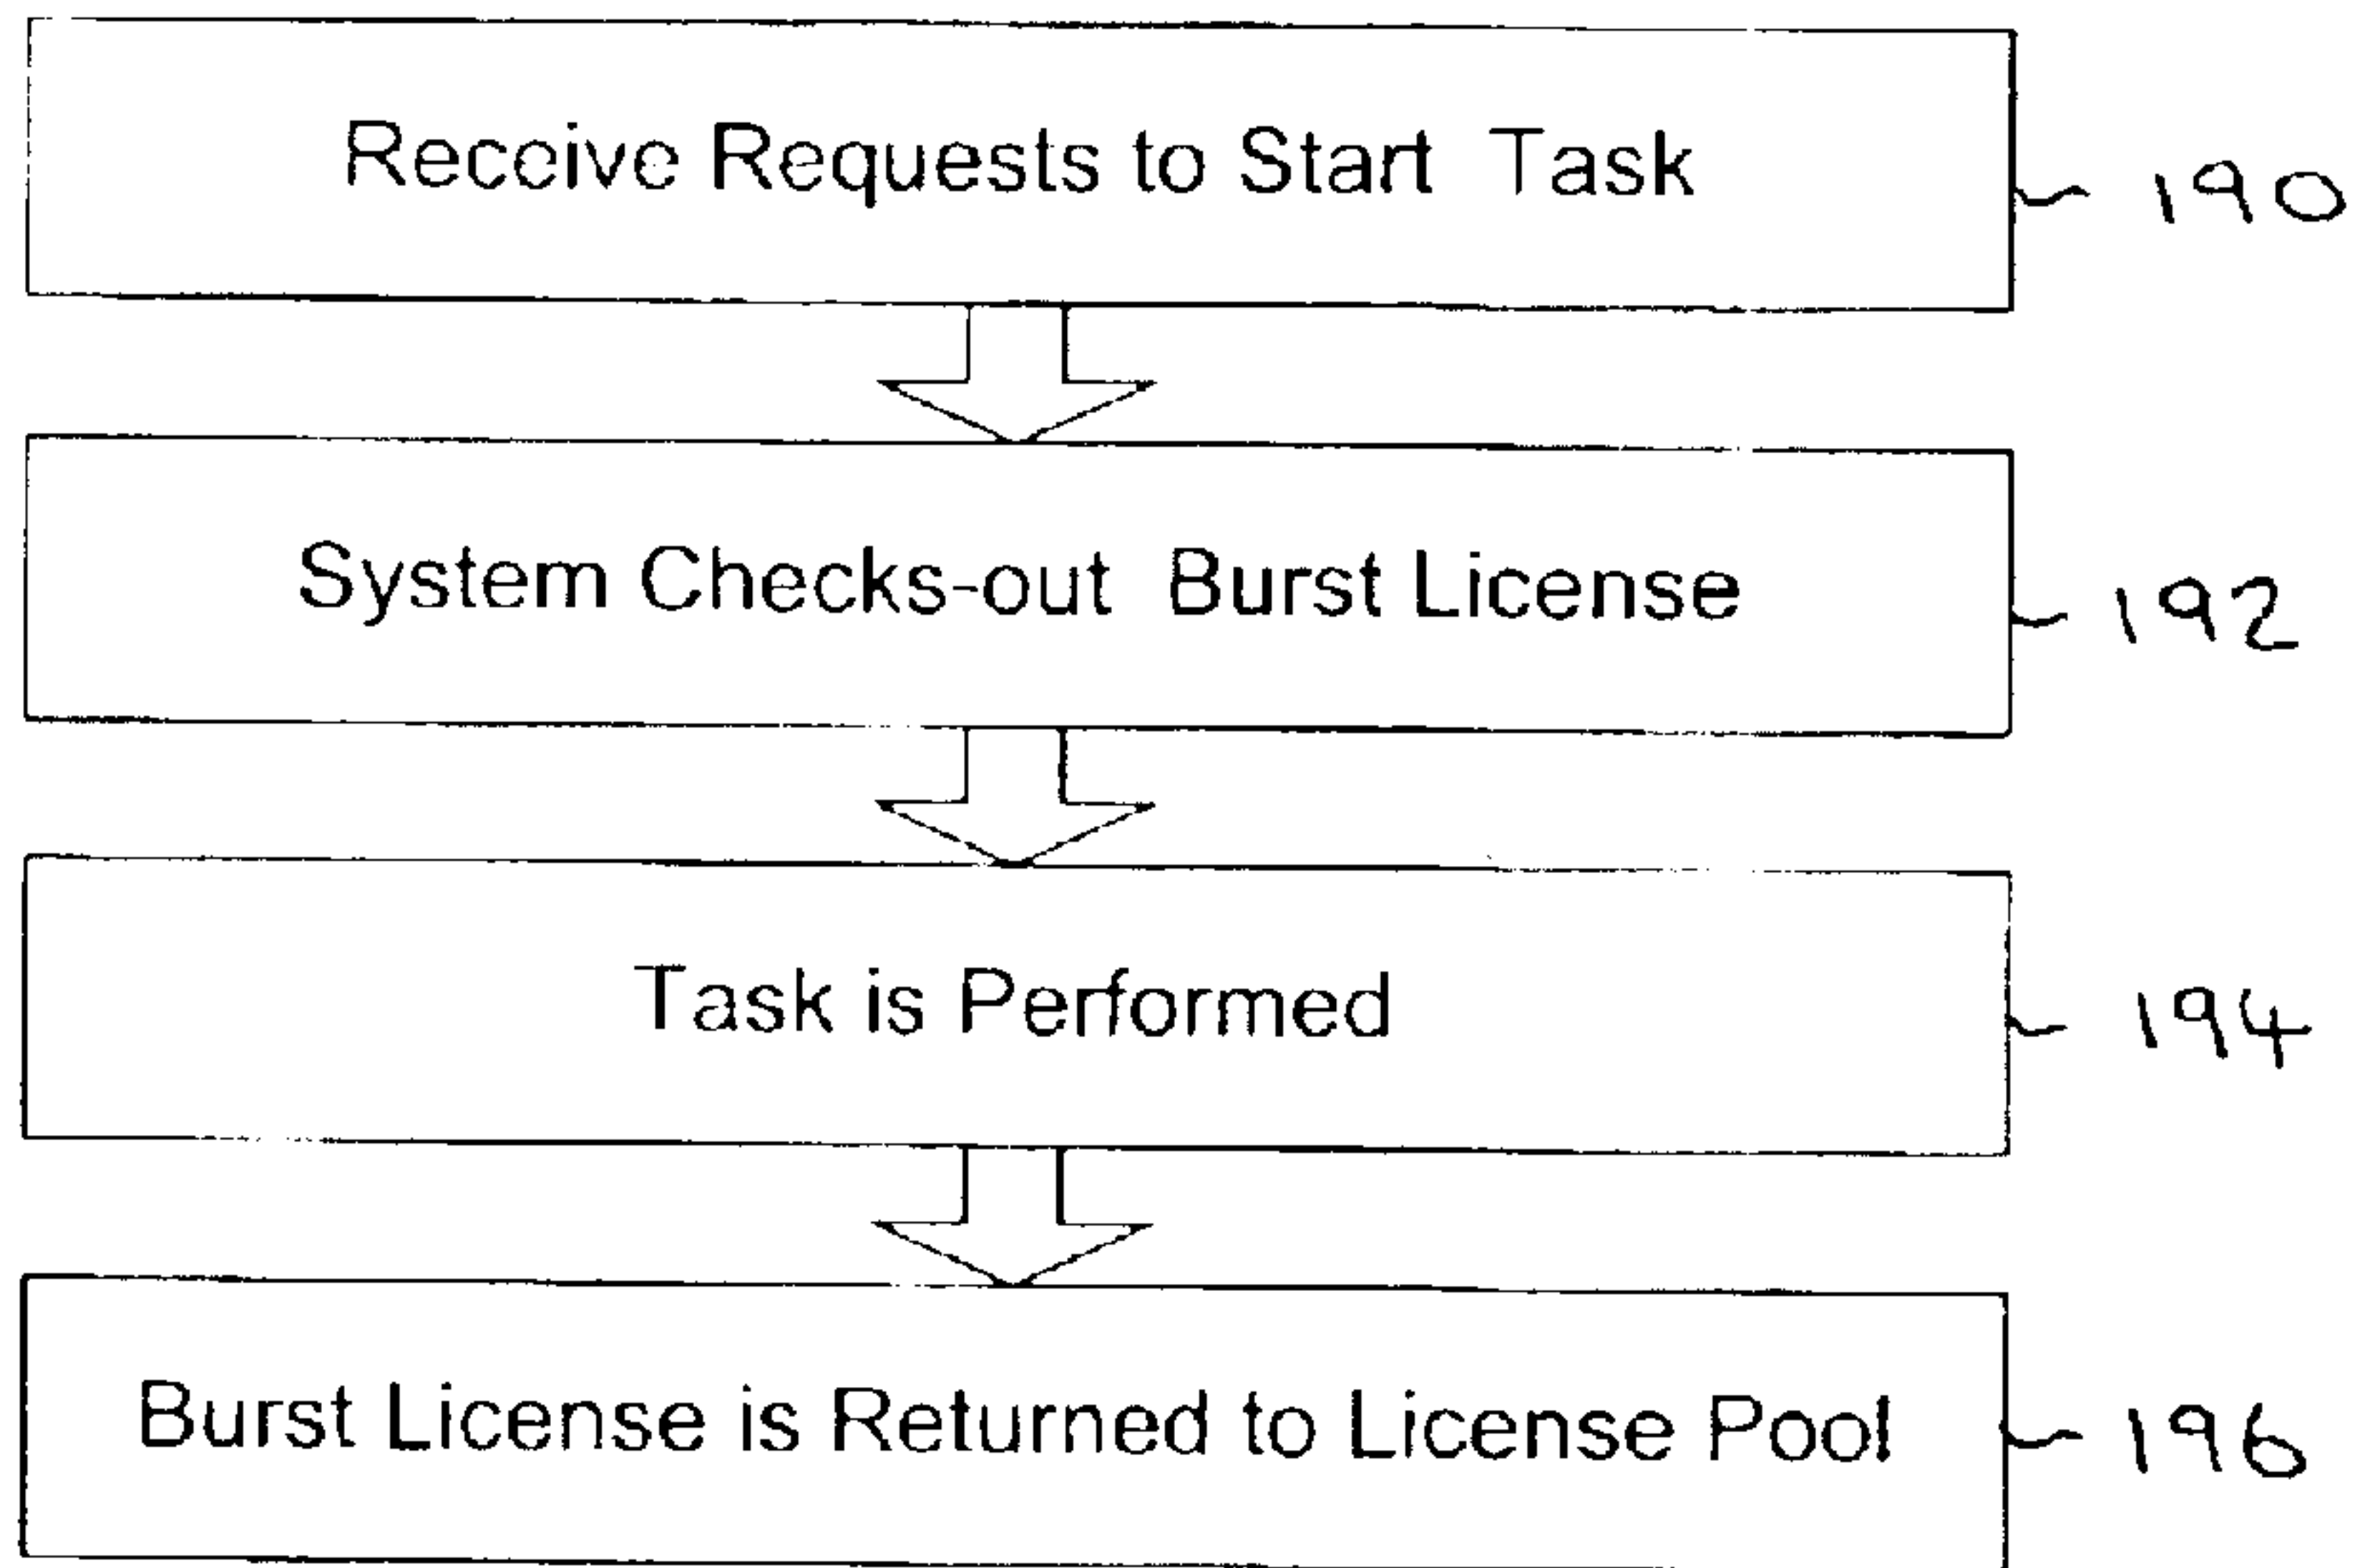 Receive Requests to Start Task
190
System Checks-out Burst License
192
Task is Performed
194
Burst License is Returned to License Pool
196